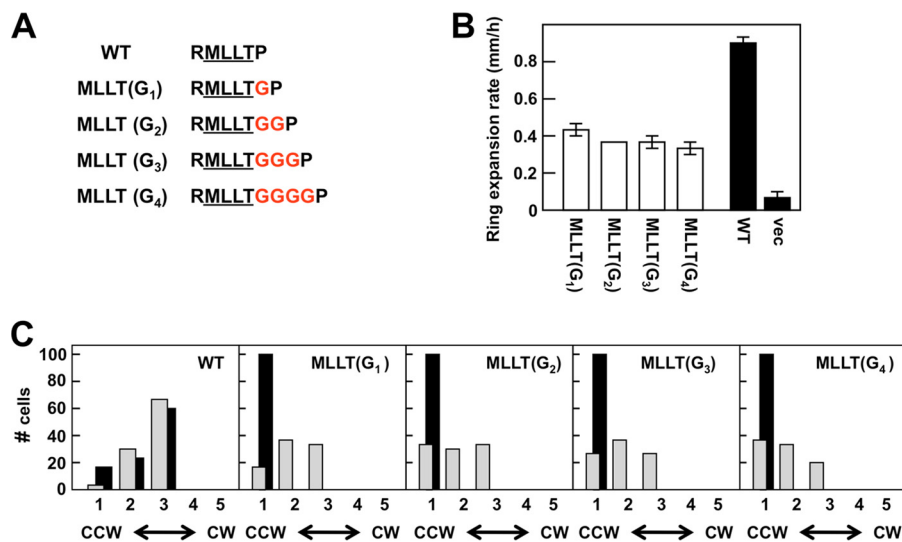 A
WT RMLLTP
MLLT(G1) RMLLTGP
MLLT (G2) RMLLTGGP
MLLT (G3) RMLLTGGGP
MLLT (G4) RMLLTGGGGP
B
Ring expansion rate (mm/h)
0.8
0.6
0.4
0.2
0
MLLT(G1) MLLT(G2) MLLT(G3) MLLT(G4) WT vec
C
# cells
100
80
60
40
20
0
WT MLLT(G1) MLLT(G2) MLLT(G3) MLLT(G4)
1 2 3 4 5 1 2 3 4 5 1 2 3 4 5 1 2 3 4 5 1 2 3 4 5
CCW CW CCW CW CCW CW CCW CW CCW CW